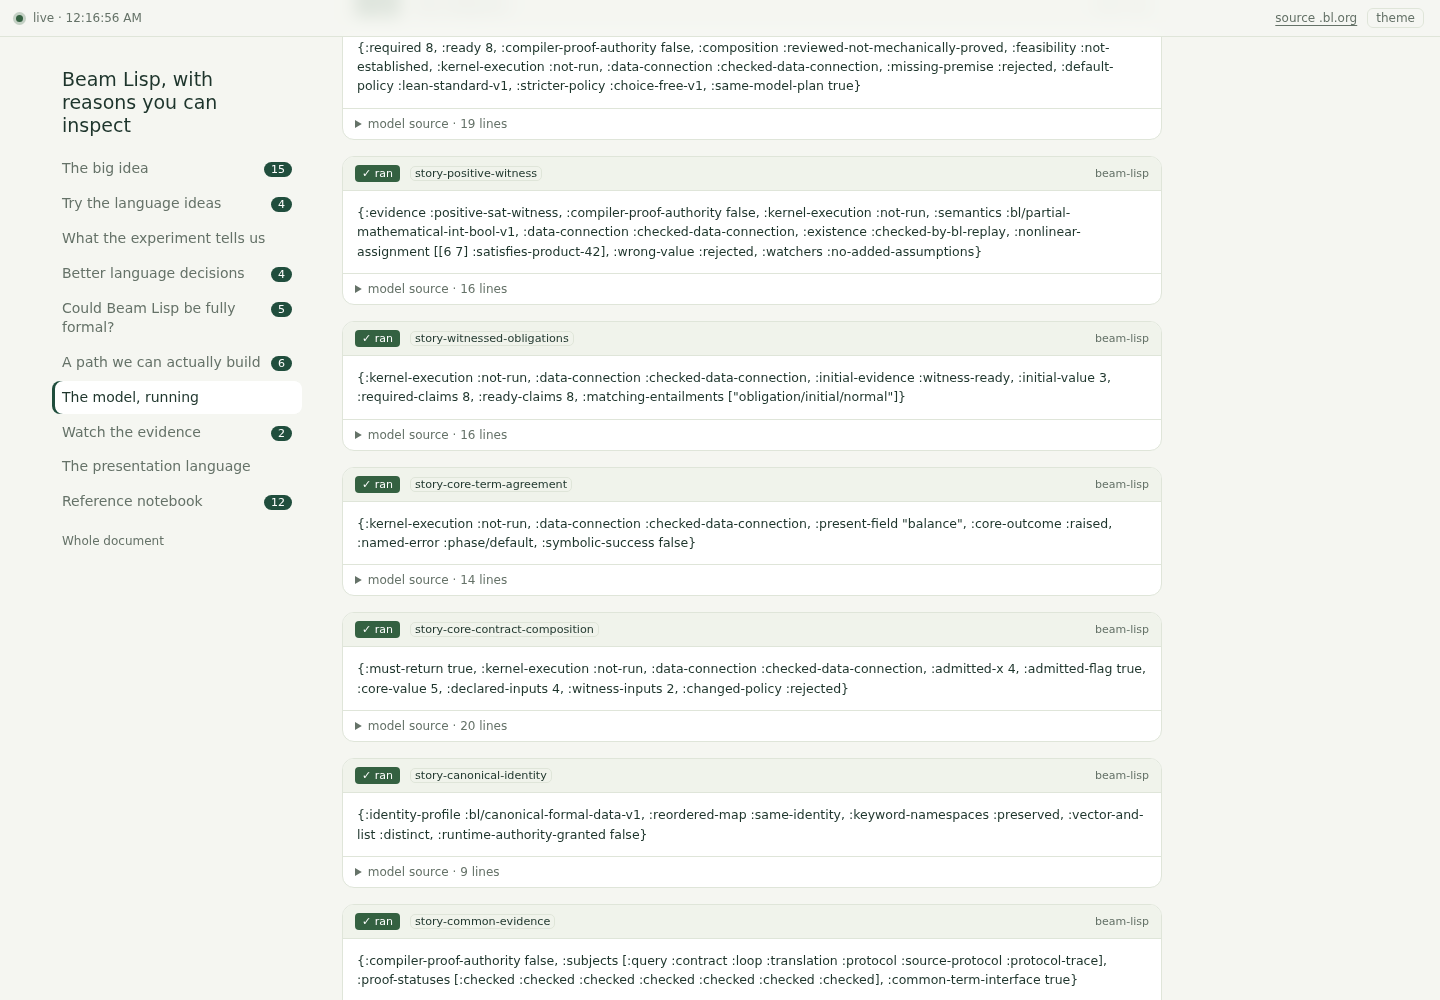 live · 12:16:56 AM
source .bl.org
theme
Beam Lisp, with
reasons you can
inspect
The big idea 15
Try the language ideas 4
What the experiment tells us
Better language decisions 4
Could Beam Lisp be fully
formal? 5
A path we can actually build 6
The model, running
Watch the evidence 2
The presentation language
Reference notebook 12
Whole document
{:required 8, :ready 8, :compiler-proof-authority false, :composition :reviewed-not-mechanically-proved, :feasibility :not-
established, :kernel-execution :not-run, :data-connection :checked-data-connection, :missing-premise :rejected, :default-
policy :lean-standard-v1, :stricter-policy :choice-free-v1, :same-model-plan true}
▶ model source · 19 lines
✓ ran story-positive-witness beam-lisp
{:evidence :positive-sat-witness, :compiler-proof-authority false, :kernel-execution :not-run, :semantics :bl/partial-
mathematical-int-bool-v1, :data-connection :checked-data-connection, :existence :checked-by-bl-replay, :nonlinear-
assignment [[6 7] :satisfies-product-42], :wrong-value :rejected, :watchers :no-added-assumptions}
▶ model source · 16 lines
✓ ran story-witnessed-obligations beam-lisp
{:kernel-execution :not-run, :data-connection :checked-data-connection, :initial-evidence :witness-ready, :initial-value 3,
:required-claims 8, :ready-claims 8, :matching-entailments ["obligation/initial/normal"]}
▶ model source · 16 lines
✓ ran story-core-term-agreement beam-lisp
{:kernel-execution :not-run, :data-connection :checked-data-connection, :present-field "balance", :core-outcome :raised,
:named-error :phase/default, :symbolic-success false}
▶ model source · 14 lines
✓ ran story-core-contract-composition beam-lisp
{:must-return true, :kernel-execution :not-run, :data-connection :checked-data-connection, :admitted-x 4, :admitted-flag true,
:core-value 5, :declared-inputs 4, :witness-inputs 2, :changed-policy :rejected}
▶ model source · 20 lines
✓ ran story-canonical-identity beam-lisp
{:identity-profile :bl/canonical-formal-data-v1, :reordered-map :same-identity, :keyword-namespaces :preserved, :vector-and-
list :distinct, :runtime-authority-granted false}
▶ model source · 9 lines
✓ ran story-common-evidence beam-lisp
{:compiler-proof-authority false, :subjects [:query :contract :loop :translation :protocol :source-protocol :protocol-trace],
:proof-statuses [:checked :checked :checked :checked :checked :checked :checked], :common-term-interface true}